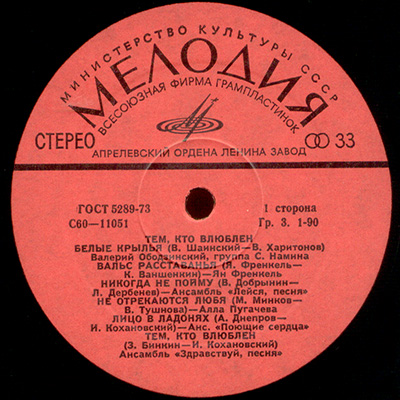 МИНИСТЕРСТВО КУЛЬТУРЫ СССР
МЕЛОДИЯ
ВСЕСОЮЗНАЯ ФИРМА ГРАМПЛАСТИНОК
СТЕРЕО 33
АПРЕЛЕВСКИЙ ОРДЕНА ЛЕНИНА ЗАВОД
ГОСТ 5289-73 1 сторона
С60—11051 Гр. 3. 1-90
ТЕМ, КТО ВЛЮБЛЕН
БЕЛЫЕ КРЫЛЬЯ (В. Шаинский—В. Харитонов)
Валерий Ободзинский, группа С. Намина
ВАЛЬС РАССТАВАНЬЯ (Я. Френкель—
К. Ваншенкин)— Ян Френкель
НИКОГДА НЕ ПОЙМУ (В. Добрынин—
Л. Дербенев)—Ансамбль «Лейся, песня»
НЕ ОТРЕКАЮТСЯ ЛЮБЯ (М. Минков—
В. Тушнова)—Алла Пугачева
ЛИЦО В ЛАДОНЯХ (А. Днепров—
И. Кохановский)—Анс. «Поющие сердца»
ТЕМ, КТО ВЛЮБЛЕН
(З. Бинкин—И. Кохановский)
Ансамбль «Здравствуй, песня»